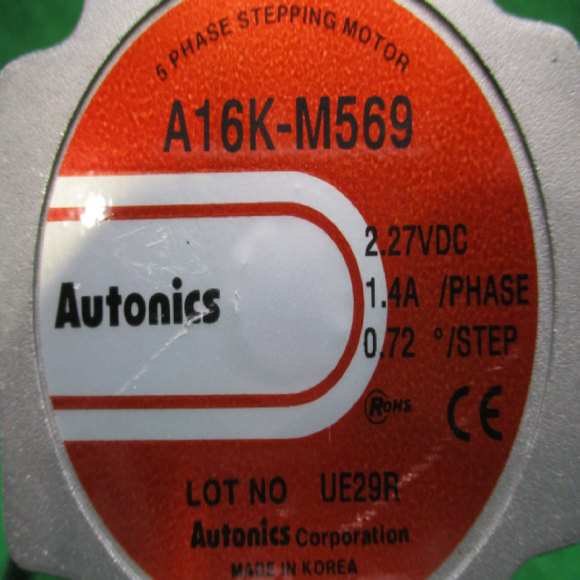 5 PHASE STEPPING MOTOR
A16K-M569
2.27VDC
Autonics
1.4A /PHASE
0.72 °/STEP
RoHS
CE
LOT NO UE29R
Autonics Corporation
MADE IN KOREA